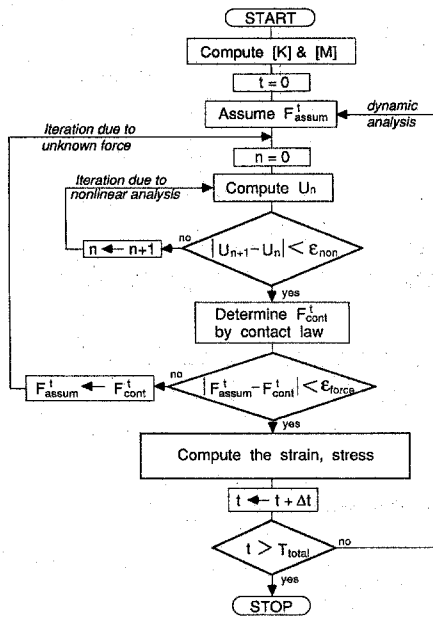 START
Compute [K] & [M]
t = 0
Assume F^t_assum
dynamic
analysis
Iteration due to
unknown force
n = 0
Iteration due to
nonlinear analysis
Compute U_n
no
n ← n+1
|U_n+1 − U_n| < ε_non
yes
Determine F^t_cont
by contact law
no
F^t_assum ← F^t_cont
|F^t_assum − F^t_cont| < ε_force
yes
Compute the strain, stress
t ← t + Δt
t > T_total
no
yes
STOP